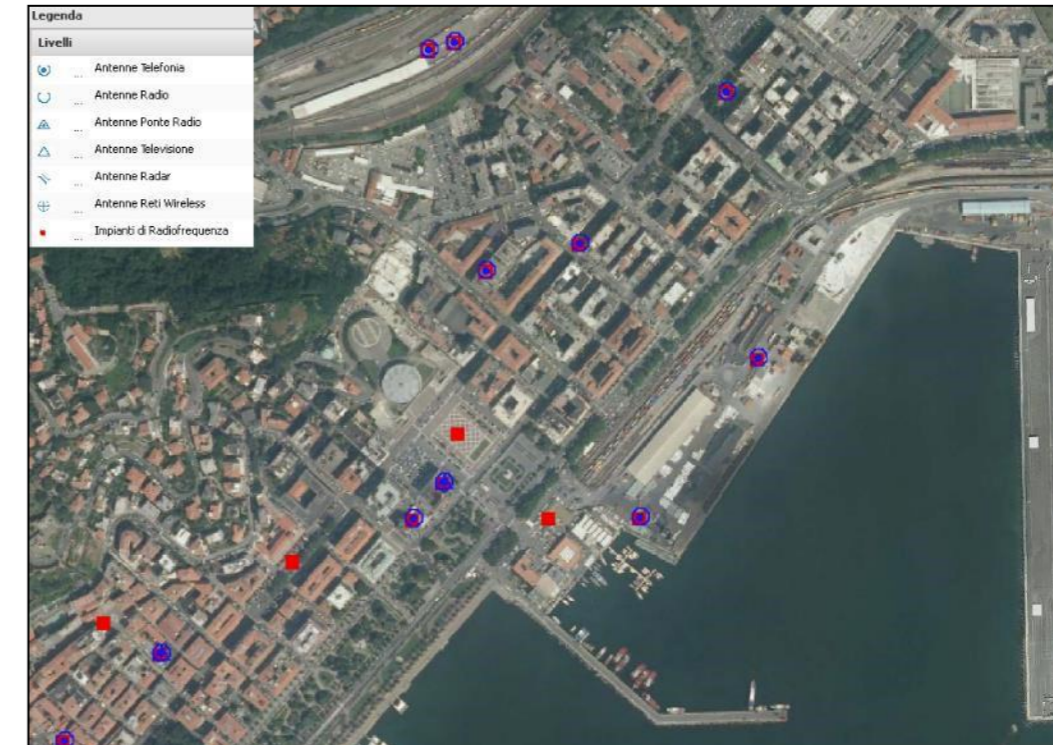 Legenda
Livelli
... Antenne Telefonia
... Antenne Radio
... Antenne Ponte Radio
... Antenne Televisione
... Antenne Radar
... Antenne Reti Wireless
... Impianti di Radiofrequenza